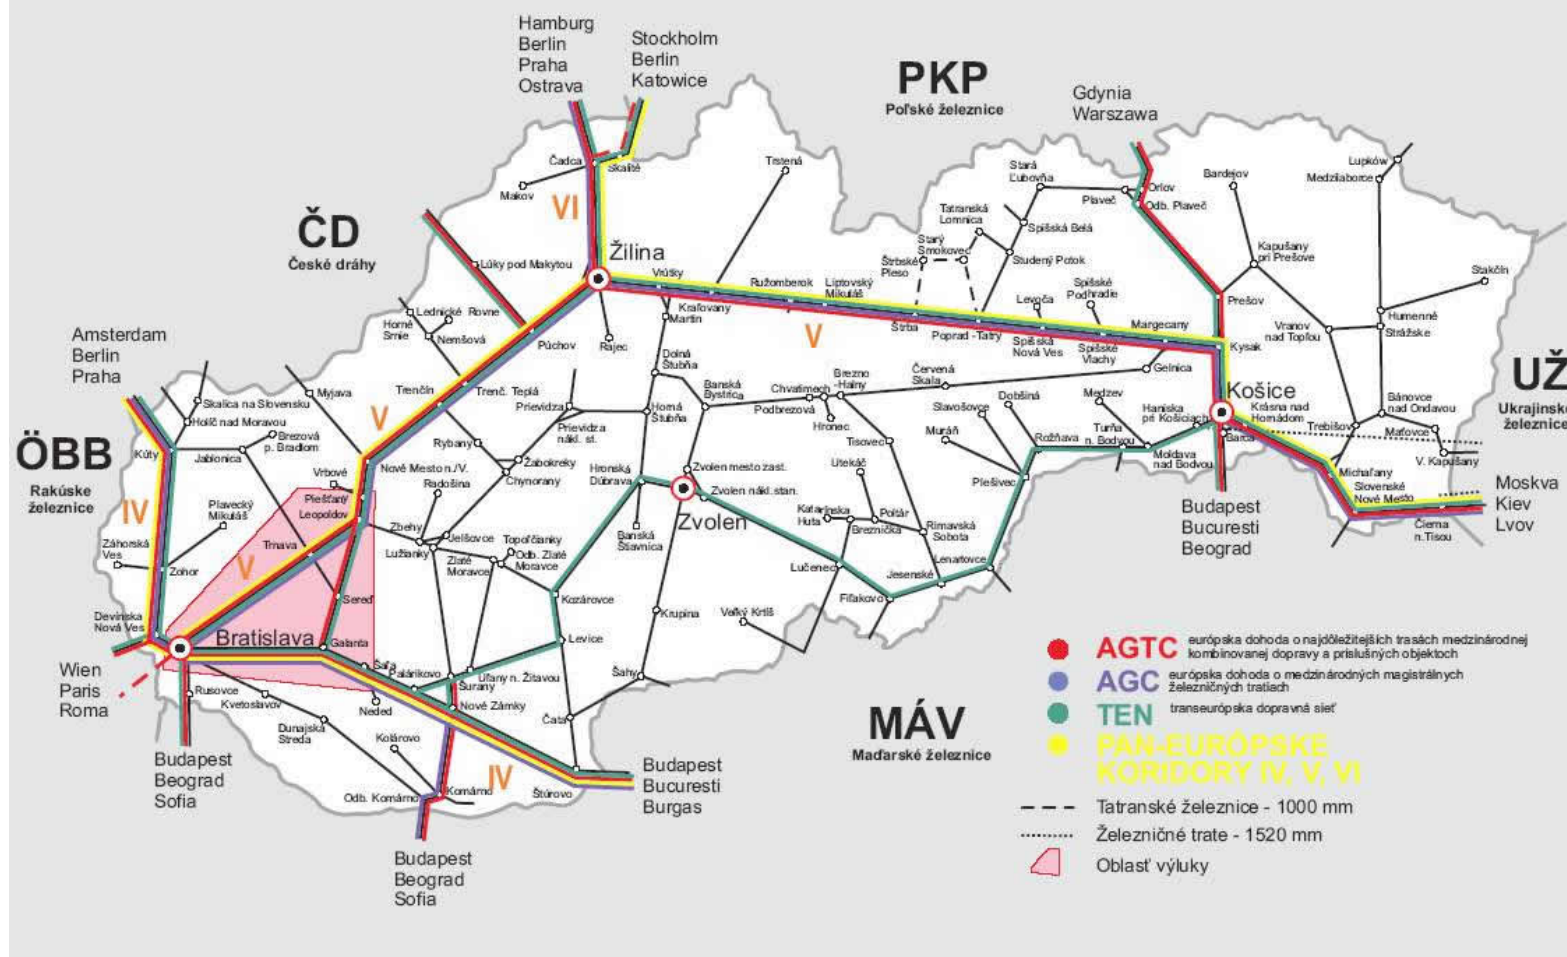 Hamburg
Berlin
Praha
Ostrava
Stockholm
Berlin
Katowice
PKP
Poľské železnice
Gdynia
Warszawa
Čadca
Skalité
Makov
Trstená
Stará
Ľubovňa
Plaveč
Orlov
Odb. Plaveč
Bardejov
Lupków
Medzilaborce
VI
ČD
České dráhy
Lúky pod Makytou
Žilina
Vrútky
Kraľovany
Martin
Ružomberok
Liptovský
Mikuláš
Tatranská
Lomnica
Starý
Smokovec
Štrbské
Pleso
Spišská Belá
Studený Potok
Levoča
Spišské
Podhradie
Kapušany
pri Prešove
Stakčín
Prešov
Humenné
Strážske
Vranov
nad Topľou
Margecany
Kysak
Štrba
Poprad -Tatry
Spišská
Nová Ves
Spišské
Vlachy
Gelnica
V
Lednické Rovne
Horné
Srnie
Nemšová
Púchov
Rajec
Dolná
Štubňa
Amsterdam
Berlin
Praha
Trenčín
Trenč. Teplá
V
Myjava
Skalica na Slovensku
Holíč nad Moravou
Brezová
p. Bradlom
Jablonica
Kúty
Prievidza
Prievidza
nákl. st.
Horná
Štubňa
Banská
Bystrica
Chvatimech
Podbrezová
Brezno
-Halny
Hronec
Červená
Skala
Tisovec
Slavošovce
Muráň
Dobšiná
Medzev
Rožňava
Turňa
n. Bodvou
Haniska
pri Košiciach
Moldava
nad Bodvou
Košice
Krásna nad
Hornádom
Barca
Trebišov
Bánovce
nad Ondavou
Maťovce
V. Kapušany
UŽ
Ukrajinské
železnice
ÖBB
Rakúske
železnice
IV
Vrbové
Piešťany
Leopoldov
Nové Mesto n./V.
Rybany
Žabokreky
Chynorany
Radošina
Plavecký
Mikuláš
Záhorská
Ves
Zohor
Trnava
V
Zbehy
Lužianky
Jelšovce
Zlaté
Moravce
Topoľčianky
Odb. Zlaté
Moravce
Hronská
Dúbrava
Banská
Štiavnica
Zvolen mesto zast.
Zvolen nákl.stan.
Zvolen
Utekáč
Katarínska
Huta
Poltár
Breznička
Rimavská
Sobota
Plešivec
Lenartovce
Jesenské
Lučenec
Fiľakovo
Michaľany
Slovenské
Nové Mesto
Čierna
n.Tisou
Moskva
Kiev
Lvov
Budapest
Bucuresti
Beograd
Devínska
Nová Ves
Bratislava
Sereď
Galanta
Kozárovce
Levice
Krupina
Veľký Krtíš
Šahy
Čata
Wien
Paris
Roma
Rusovce
Kvetoslavov
Šaľa
Palárikovo
Neded
Šurany
Úľany n. Žitavou
Nové Zámky
Dunajská
Streda
Kolárovo
Odb. Komárno
Komárno
IV
Štúrovo
Budapest
Beograd
Sofia
Budapest
Bucuresti
Burgas
Budapest
Beograd
Sofia
MÁV
Maďarské železnice
AGTC európska dohoda o najdôležitejších trasách medzinárodnej
kombinovanej dopravy a príslušných objektoch
AGC európska dohoda o medzinárodných magistrálnych
železničných tratiach
TEN transeurópska dopravná sieť
PAN-EURÓPSKE
KORIDORY IV, V, VI
Tatranské železnice - 1000 mm
Železničné trate - 1520 mm
Oblasť výluky